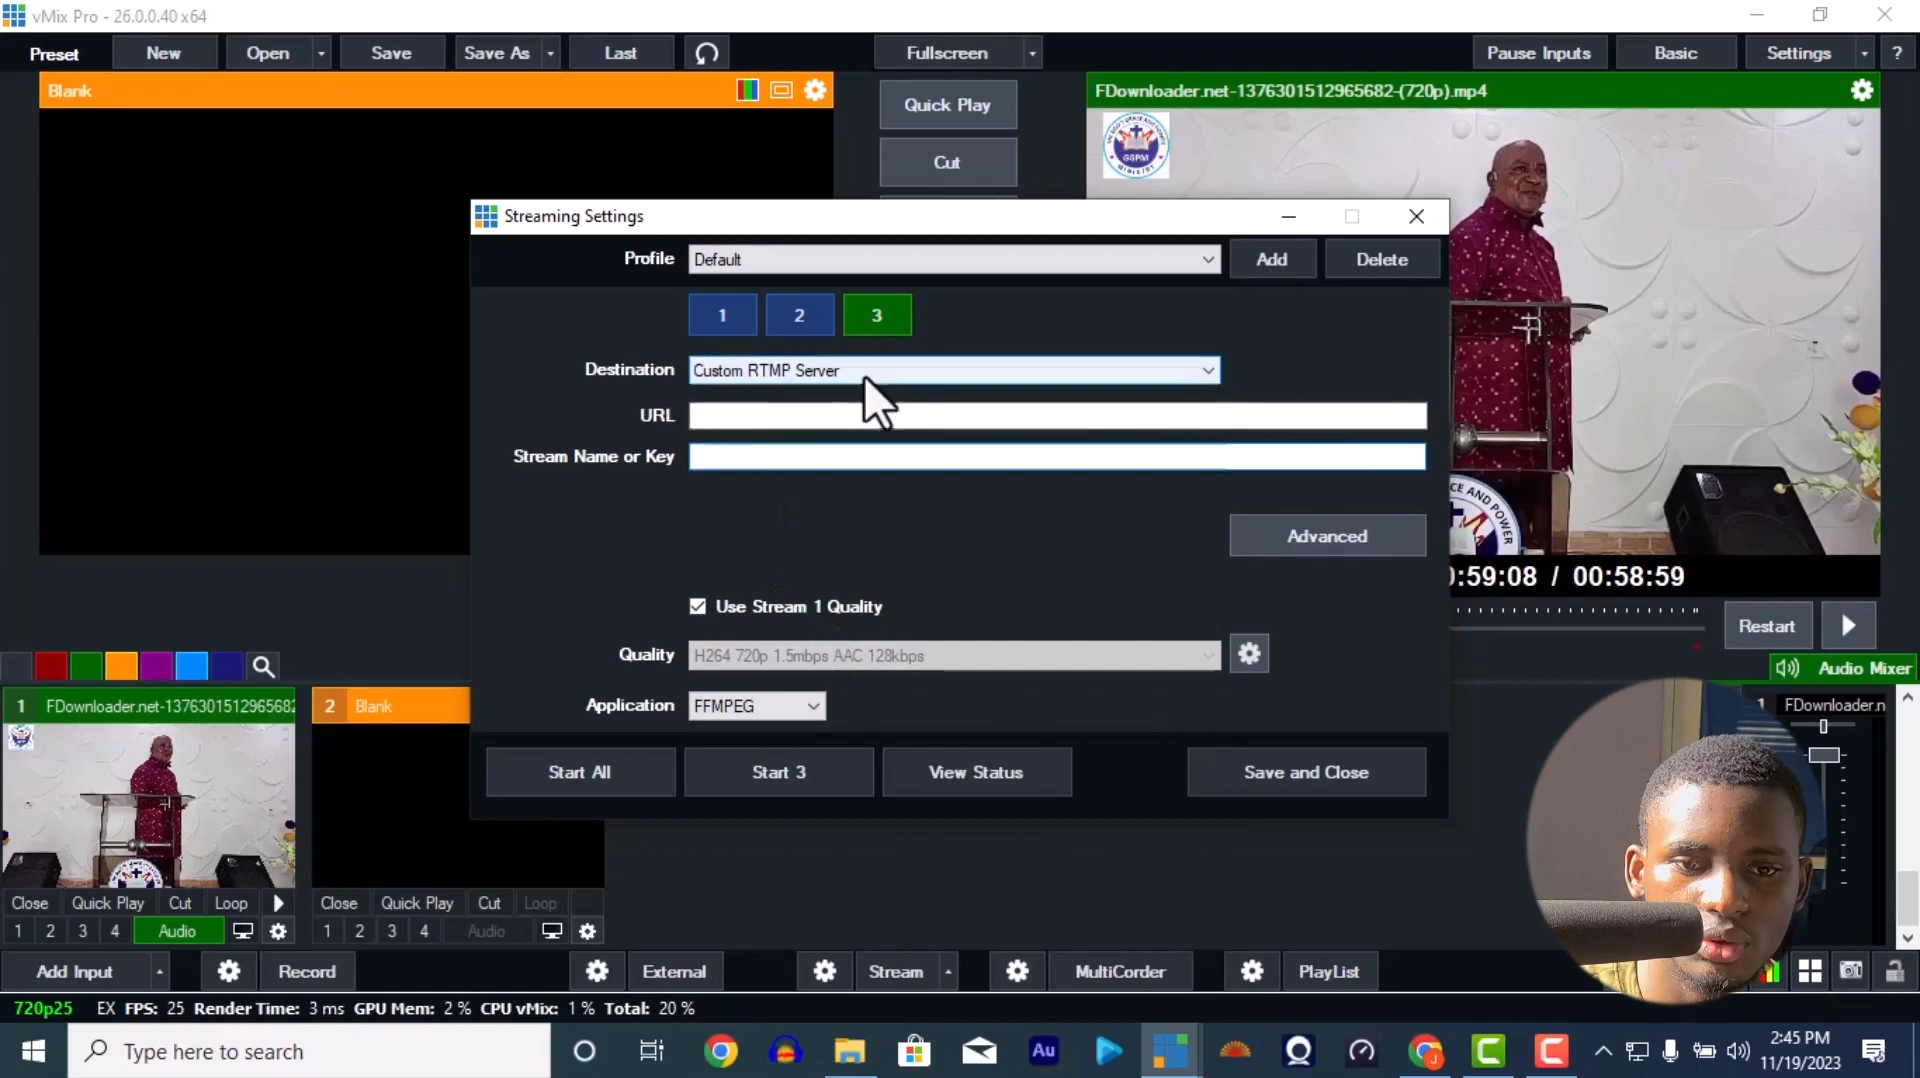 vMix Pro - 26.0.0.40 x64
Preset New Open Save Save As Last Fullscreen Pause Inputs Basic Settings ?
Blank
Quick Play
Cut
FDownloader.net-1376301512965682-(720p).mp4
GGPM
MINISTRY
Streaming Settings
Profile Default Add Delete
1 2 3
Destination Custom RTMP Server
URL
Stream Name or Key
Advanced
Use Stream 1 Quality
Quality H264 720p 1.5mbps AAC 128kbps
Application FFMPEG
Start All Start 3 View Status Save and Close
AND POWER
:59:08 / 00:58:59
Restart
Audio Mixer
1 FDownloader.net-1376301512965682
2 Blank
1 FDownloader.n
Close Quick Play Cut Loop
1 2 3 4 Audio
Close Quick Play Cut Loop
1 2 3 4 Audio
Add Input Record External Stream MultiCorder PlayList
720p25 EX FPS: 25 Render Time: 3 ms GPU Mem: 2 % CPU vMix: 1 % Total: 20 %
Type here to search
Au
J
2:45 PM
11/19/2023